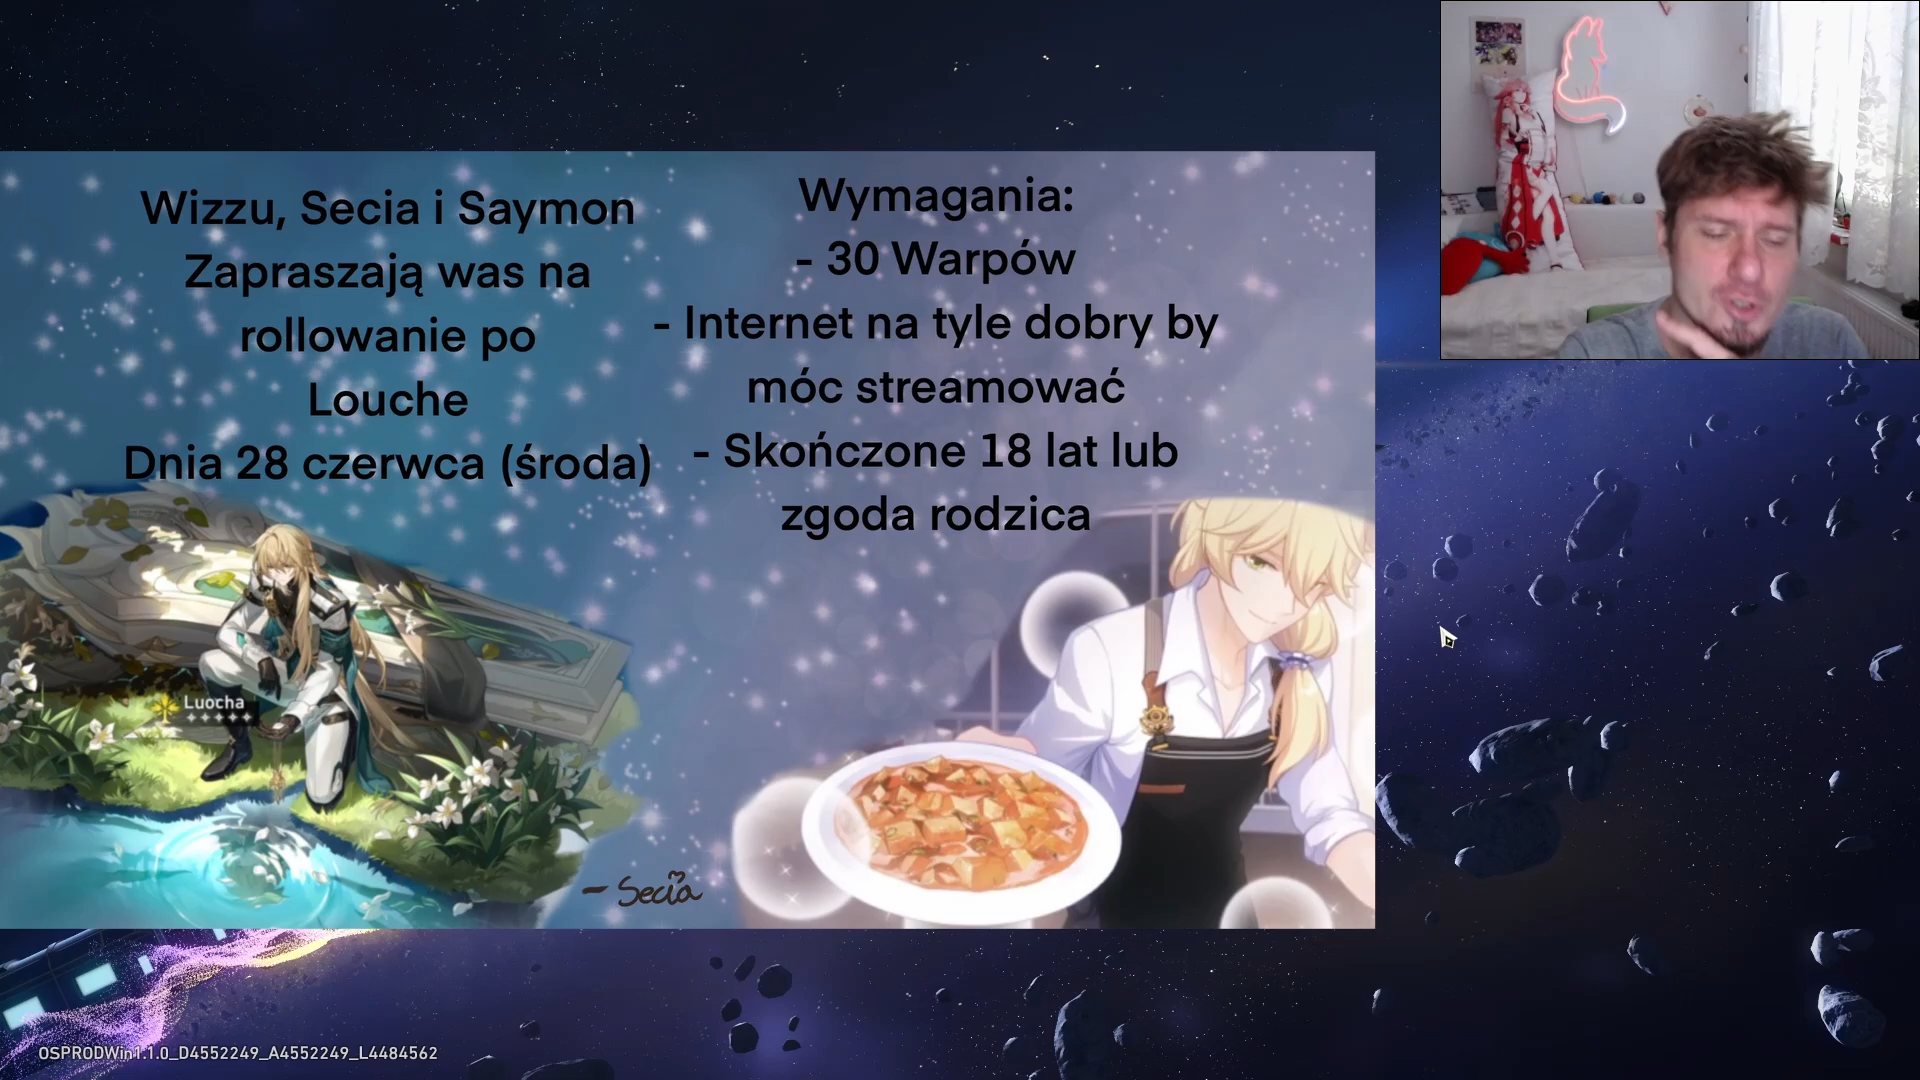 Wizzu, Secia i Saymon
Zapraszają was na
rollowanie po
Louche
Dnia 28 czerwca (środa)
Wymagania:
- 30 Warpów
- Internet na tyle dobry by
móc streamować
- Skończone 18 lat lub
zgoda rodzica
Luocha
- Secia
OSPRODWin1.1.0_D4552249_A4552249_L4484562